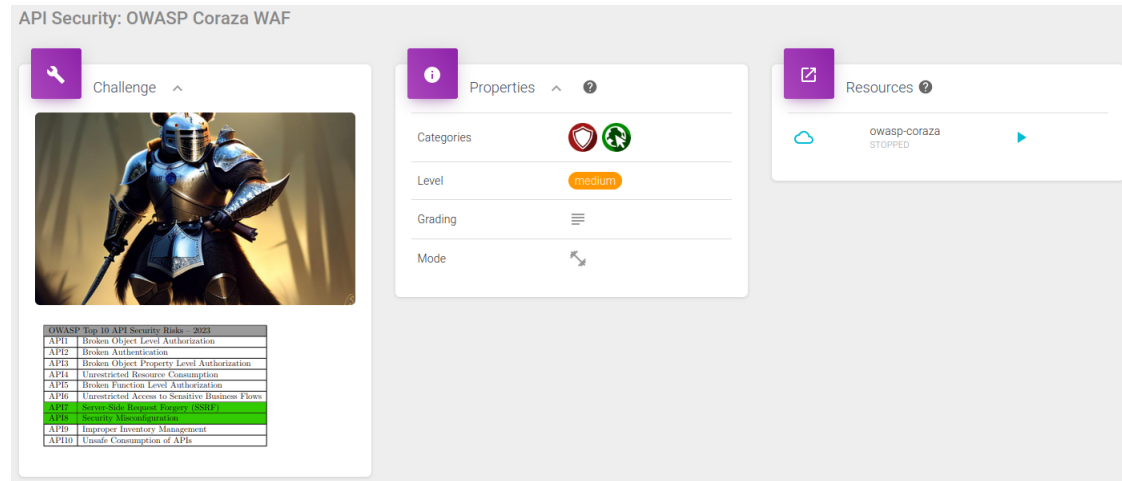 API Security: OWASP Coraza WAF
Challenge
OWASP Top 10 API Security Risks – 2023
API1 Broken Object Level Authorization
API2 Broken Authentication
API3 Broken Object Property Level Authorization
API4 Unrestricted Resource Consumption
API5 Broken Function Level Authorization
API6 Unrestricted Access to Sensitive Business Flows
API7 Server-Side Request Forgery (SSRF)
API8 Security Misconfiguration
API9 Improper Inventory Management
API10 Unsafe Consumption of APIs
Properties
Categories
Level medium
Grading
Mode
Resources
owasp-coraza
STOPPED